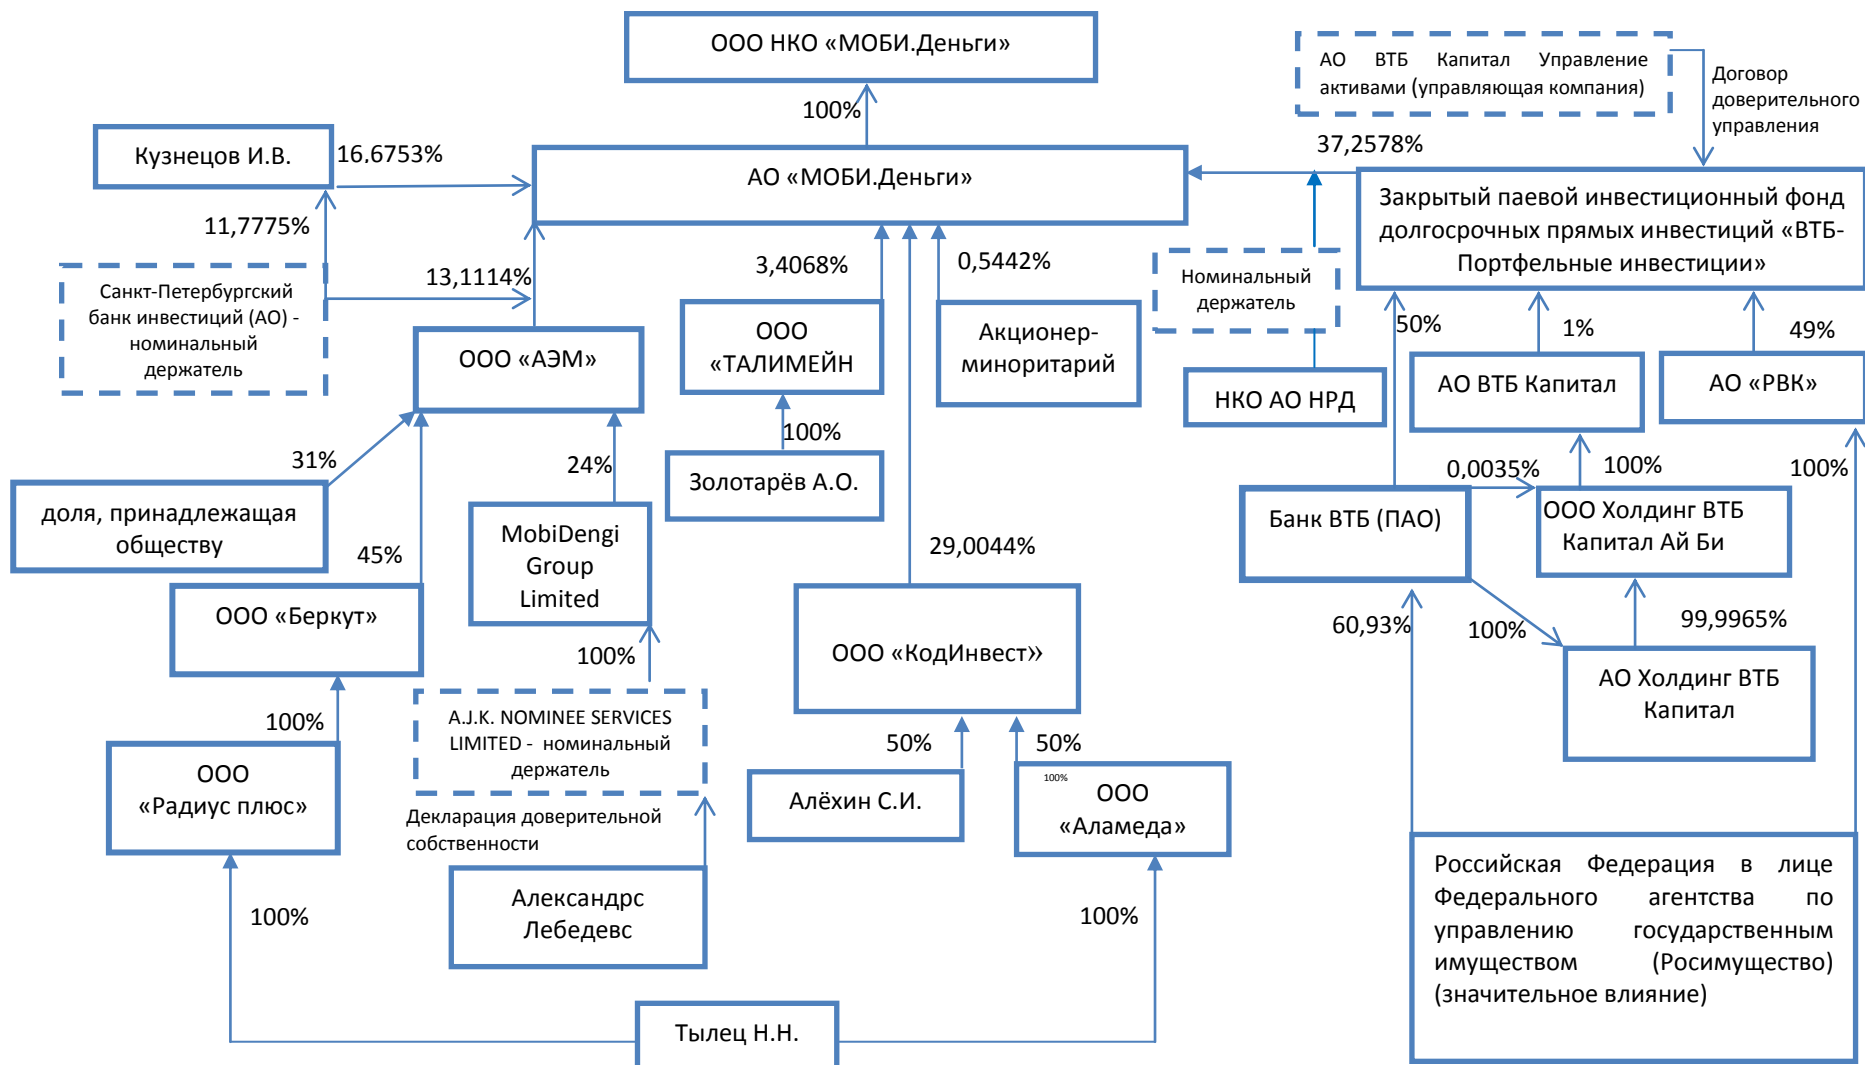 ООО НКО «МОБИ.Деньги»
АО ВТБ Капитал Управление
активами (управляющая компания)
Договор
доверительного
управления
100%
Кузнецов И.В.
16,6753%
АО «МОБИ.Деньги»
37,2578%
Закрытый паевой инвестиционный фонд
долгосрочных прямых инвестиций «ВТБ-
Портфельные инвестиции»
11,7775%
13,1114%
3,4068%
0,5442%
Номинальный
держатель
Санкт-Петербургский
банк инвестиций (АО) -
номинальный
держатель
ООО «АЭМ»
ООО
«ТАЛИМЕЙН
Акционер-
миноритарий
50%
1%
49%
НКО АО НРД
АО ВТБ Капитал
АО «РВК»
31%
24%
100%
0,0035%
100%
100%
доля, принадлежащая
обществу
Золотарёв А.О.
MobiDengi
Group
Limited
Банк ВТБ (ПАО)
ООО Холдинг ВТБ
Капитал Ай Би
45%
29,0044%
ООО «Беркут»
100%
ООО «КодИнвест»
60,93%
100%
99,9965%
АО Холдинг ВТБ
Капитал
100%
A.J.K. NOMINEE SERVICES
LIMITED - номинальный
держатель
50%
50%
ООО
«Радиус плюс»
Алёхин С.И.
100%
ООО
«Аламеда»
Декларация доверительной
собственности
Александрс
Лебедевс
100%
100%
Российская Федерация в лице
Федерального агентства по
управлению государственным
имуществом (Росимущество)
(значительное влияние)
Тылец Н.Н.